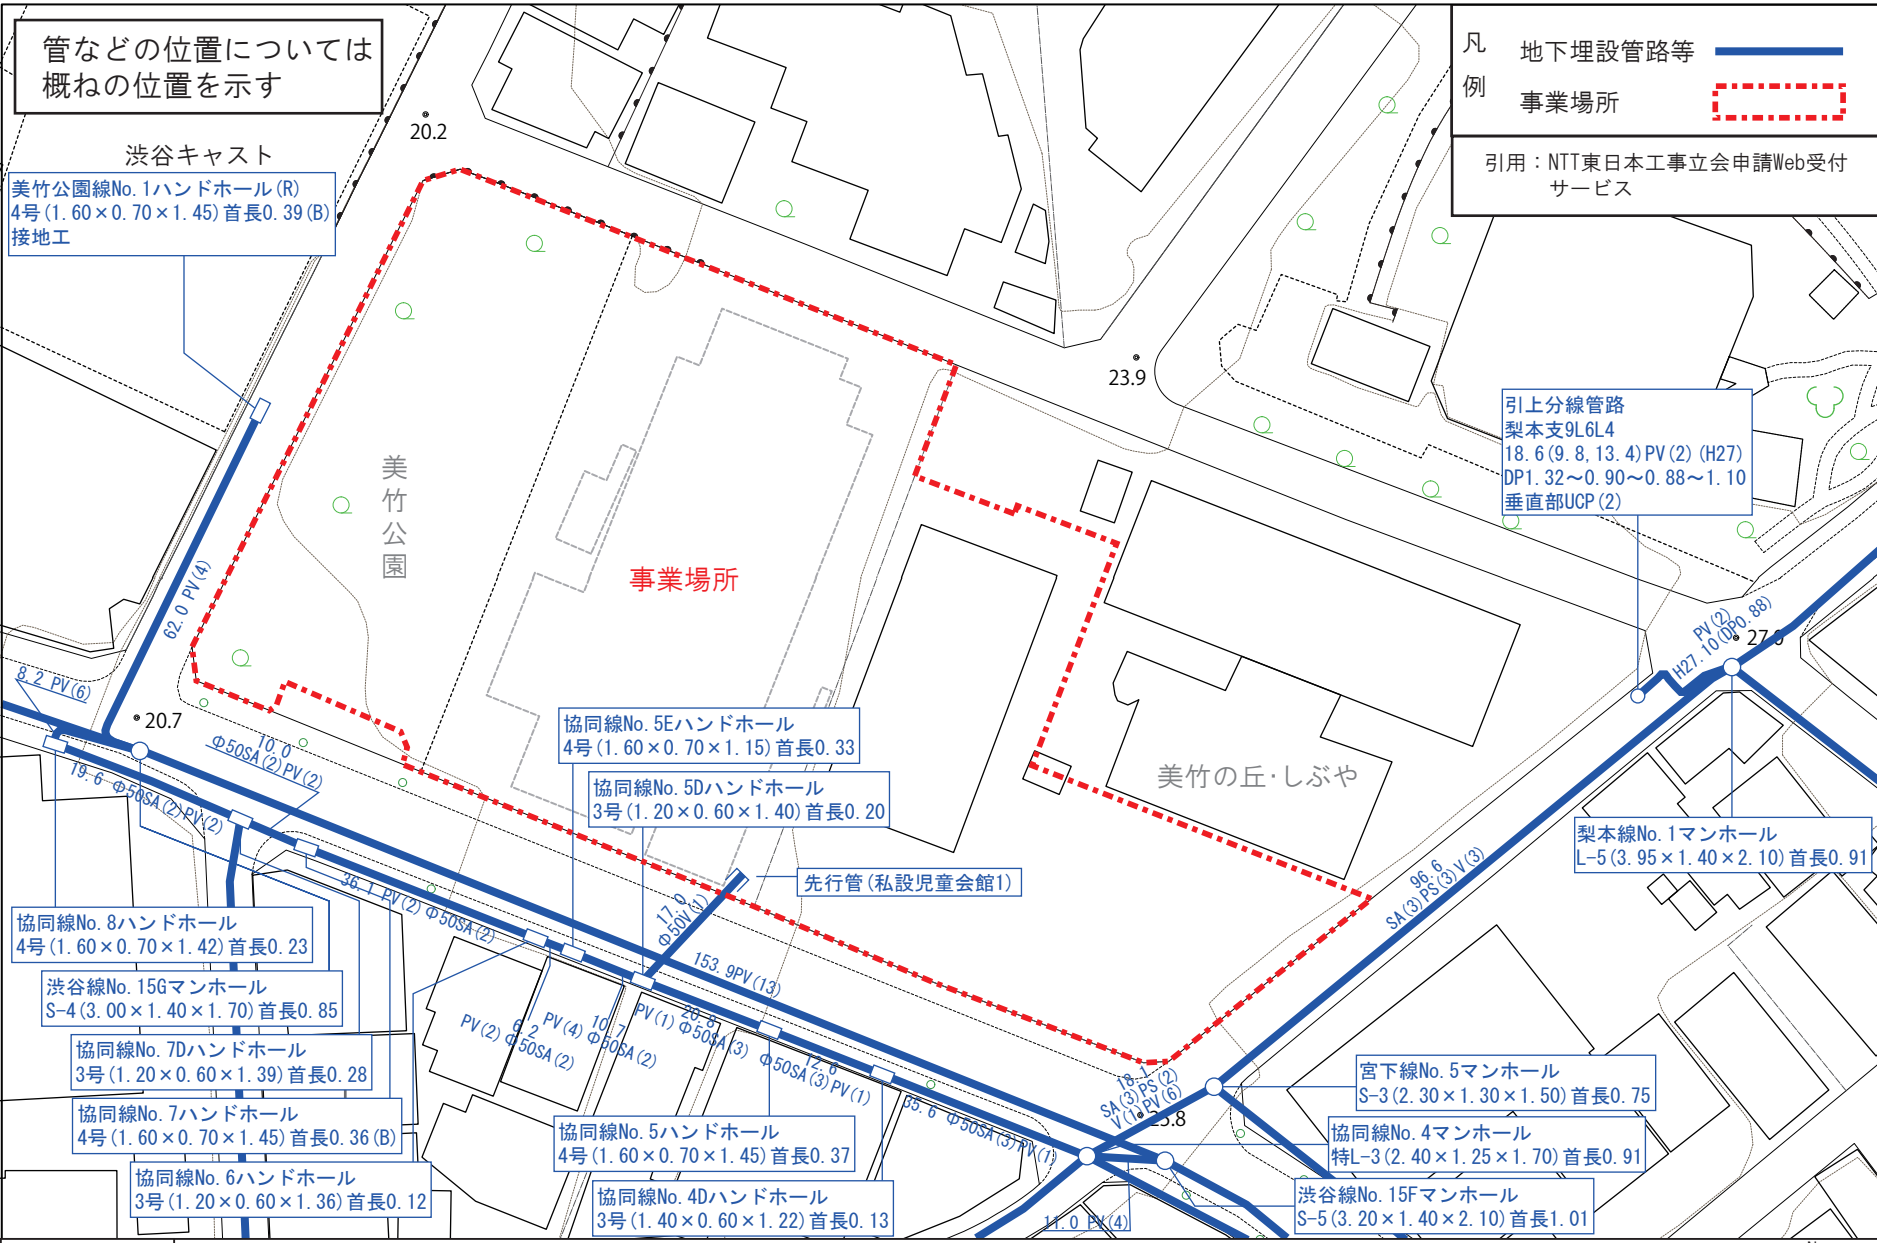 管などの位置については
概ねの位置を示す
凡例
地下埋設管路等
事業場所
引用：NTT東日本工事立会申請Web受付
サービス
20.2
渋谷キャスト
美竹公園線No.1ハンドホール(R)
4号(1.60×0.70×1.45)首長0.39(B)
接地工
23.9
引上分線管路
梨本支9L6L4
18.6(9.8,13.4)PV(2)(H27)
DP1.32～0.90～0.88～1.10
垂直部UCP(2)
美竹公園
事業場所
62.0 PV(4)
PV(2)
H27.10(DP0.88)
8.2 PV(6)
20.7
10.0
Φ50SA(2)PV(2)
19.6 Φ50SA(2)PV(2)
協同線No.5Eハンドホール
4号(1.60×0.70×1.15)首長0.33
協同線No.5Dハンドホール
3号(1.20×0.60×1.40)首長0.20
美竹の丘・しぶや
梨本線No.1マンホール
L-5(3.95×1.40×2.10)首長0.91
96.6
SA(3)PS(3)V(3)
先行管(私設児童会館1)
17.0
Φ50V(1)
36.1 PV(2)Φ50SA(2)
協同線No.8ハンドホール
4号(1.60×0.70×1.42)首長0.23
153.9PV(13)
渋谷線No.15Gマンホール
S-4(3.00×1.40×1.70)首長0.85
6.2
PV(2)Φ50SA(2)
10.7
PV(4)Φ50SA(2)
20.8
PV(1)Φ50SA(3)
12.6
Φ50SA(3)PV(1)
協同線No.7Dハンドホール
3号(1.20×0.60×1.39)首長0.28
協同線No.7ハンドホール
4号(1.60×0.70×1.45)首長0.36(B)
協同線No.6ハンドホール
3号(1.20×0.60×1.36)首長0.12
協同線No.5ハンドホール
4号(1.60×0.70×1.45)首長0.37
協同線No.4Dハンドホール
3号(1.40×0.60×1.22)首長0.13
35.6 Φ50SA(3)PV(1
18.1
SA(3)PS(2)
V(1)PV(6)
宮下線No.5マンホール
S-3(2.30×1.30×1.50)首長0.75
協同線No.4マンホール
特L-3(2.40×1.25×1.70)首長0.91
渋谷線No.15Fマンホール
S-5(3.20×1.40×2.10)首長1.01
11.0 PV(4)